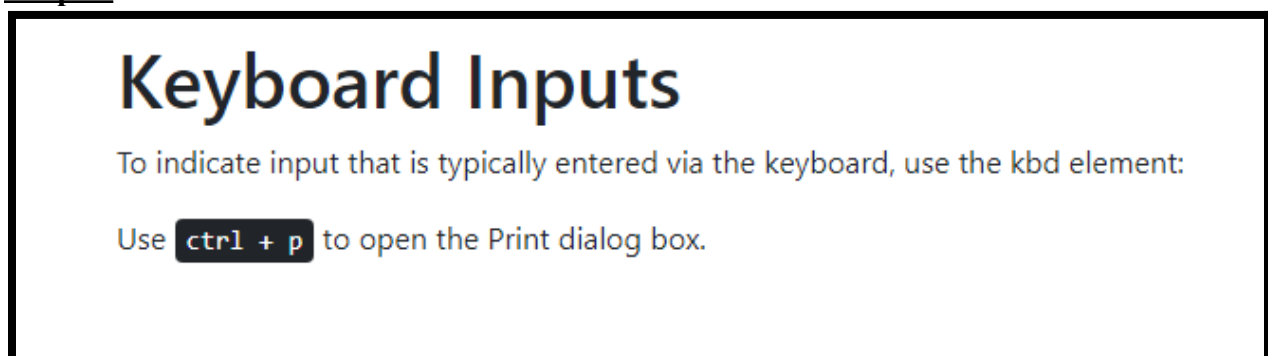 Keyboard Inputs
To indicate input that is typically entered via the keyboard, use the kbd element:
Use ctrl + p to open the Print dialog box.